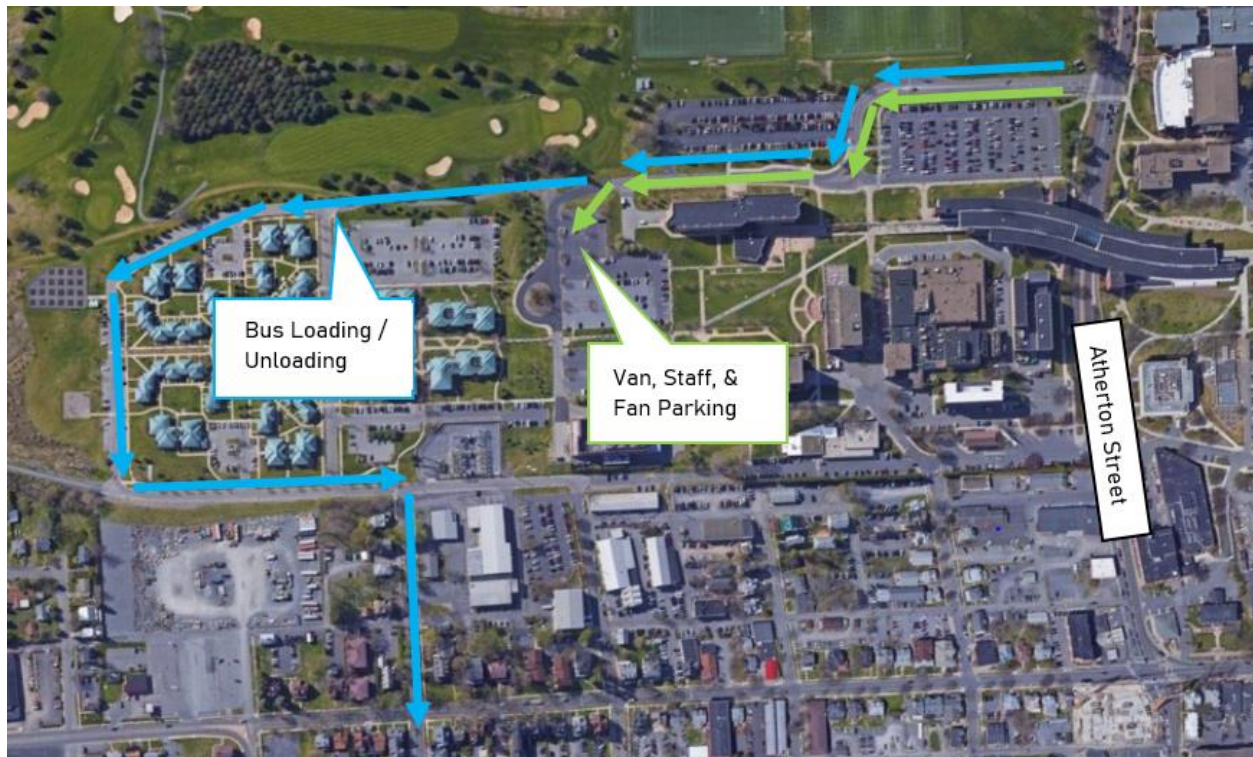 Bus Loading /
Unloading
Van, Staff, &
Fan Parking
Atherton Street